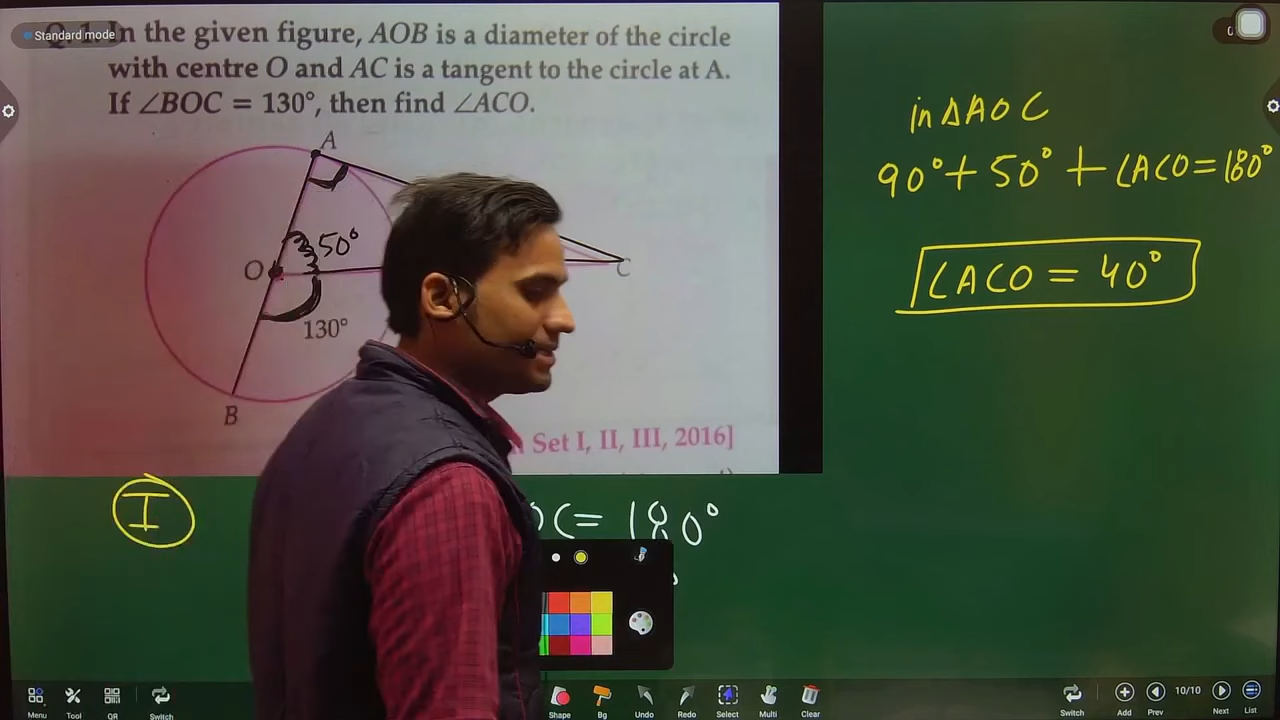 Standard mode
In the given figure, AOB is a diameter of the circle
with centre O and AC is a tangent to the circle at A.
If ∠BOC = 130°, then find ∠ACO.
A
50°
O
C
130°
B
Set I, II, III, 2016]
in △AOC
90° + 50° + ∠ACO = 180°
∠ACO = 40°
I
OC = 180°
Menu Tool QR Switch Shape Bg Undo Redo Select Multi Clear Switch Add Prev 10/10 Next List